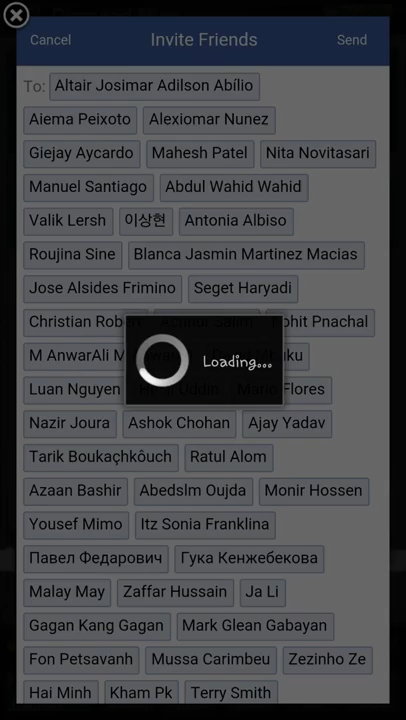 Cancel Invite Friends Send
To: Altair Josimar Adilson Abílio
Aiema Peixoto Alexiomar Nunez
Giejay Aycardo Mahesh Patel Nita Novitasari
Manuel Santiago Abdul Wahid Wahid
Valik Lersh 이상현 Antonia Albiso
Roujina Sine Blanca Jasmin Martinez Macias
Jose Alsides Frimino Seget Haryadi
Christian Rohit Pnachal
M AnwarAli
Loading...
Luan Nguyen Flores
Nazir Joura Ashok Chohan Ajay Yadav
Tarik Boukaçhkôuch Ratul Alom
Azaan Bashir Abedslm Oujda Monir Hossen
Yousef Mimo Itz Sonia Franklina
Павел Федарович Гука Кенжебекова
Malay May Zaffar Hussain Ja Li
Gagan Kang Gagan Mark Glean Gabayan
Fon Petsavanh Mussa Carimbeu Zezinho Ze
Hai Minh Kham Pk Terry Smith